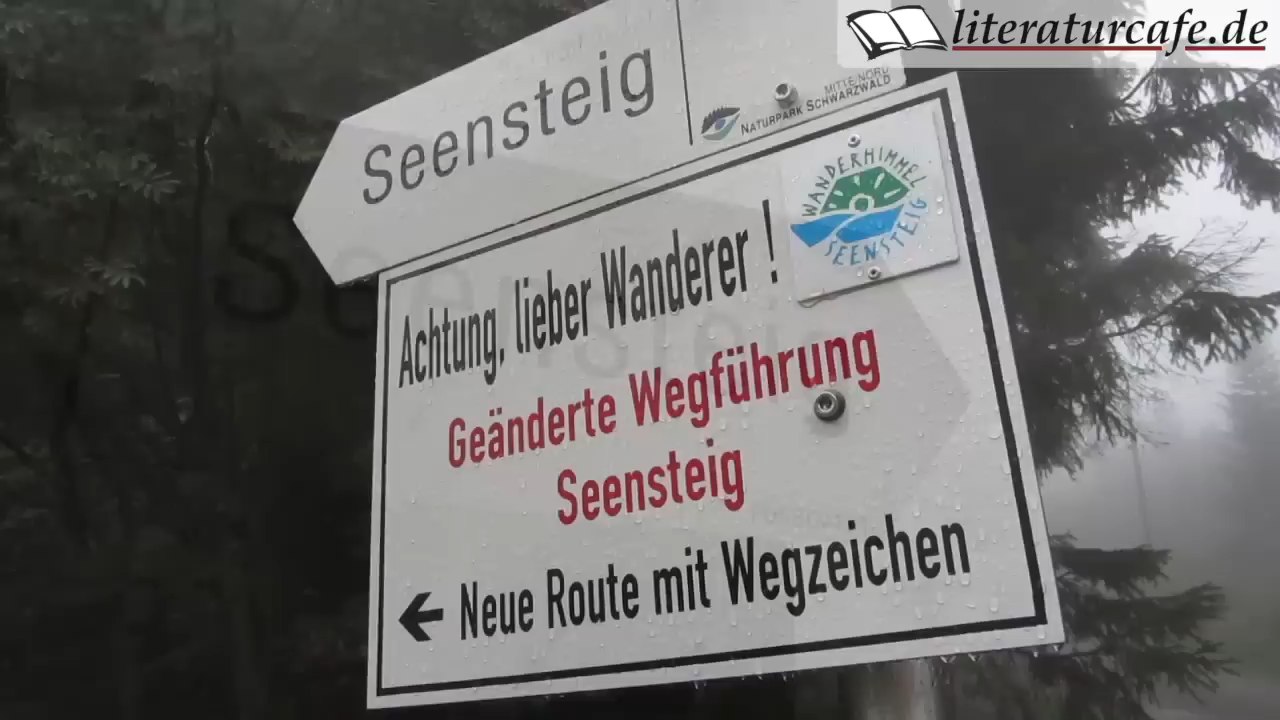 literaturcafe.de
Seensteig
MITTE/NORD
NATURPARK SCHWARZWALD
WANDERHIMMEL
SEENSTEIG
Achtung, lieber Wanderer !
Geänderte Wegführung
Seensteig
← Neue Route mit Wegzeichen